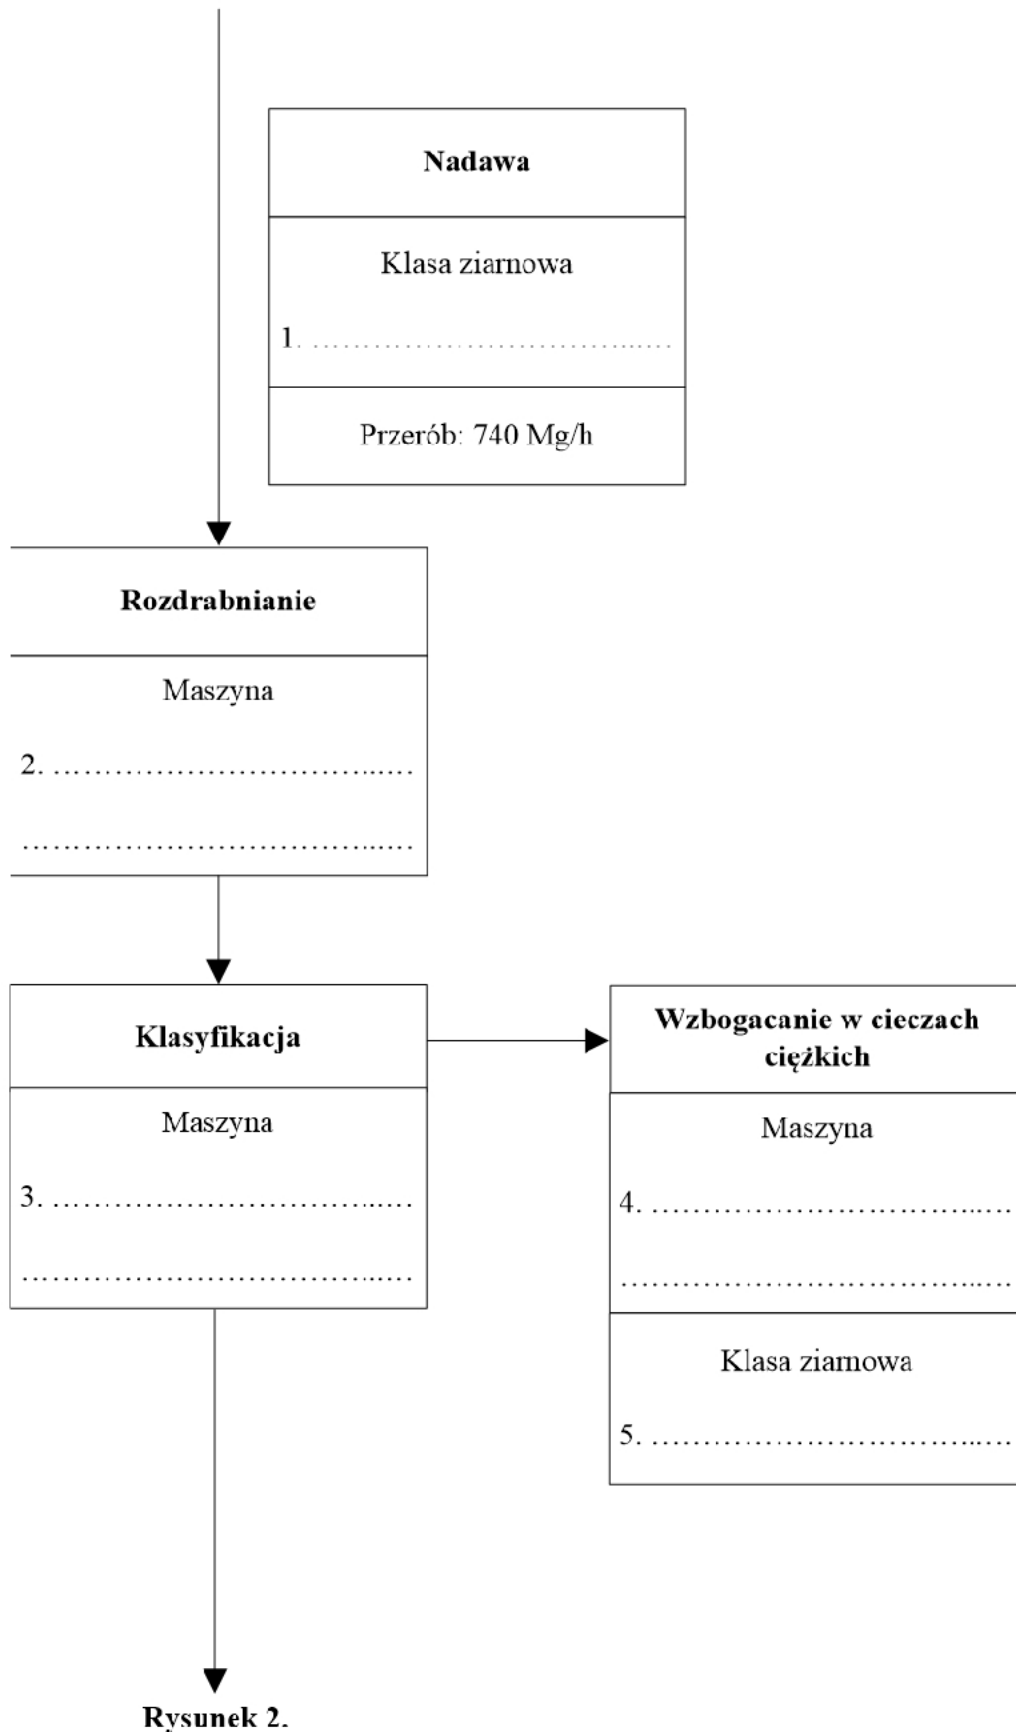 Nadawa
Klasa ziarnowa
1. ……………………………...….
Przerób: 740 Mg/h
Rozdrabnianie
Maszyna
2. ……………………………...….
……………………………...….
Klasyfikacja
Maszyna
3. ……………………………...….
……………………………...….
Wzbogacanie w cieczach
ciężkich
Maszyna
4. ……………………………...….
……………………………...….
Klasa ziarnowa
5. ……………………………...….
Rysunek 2.